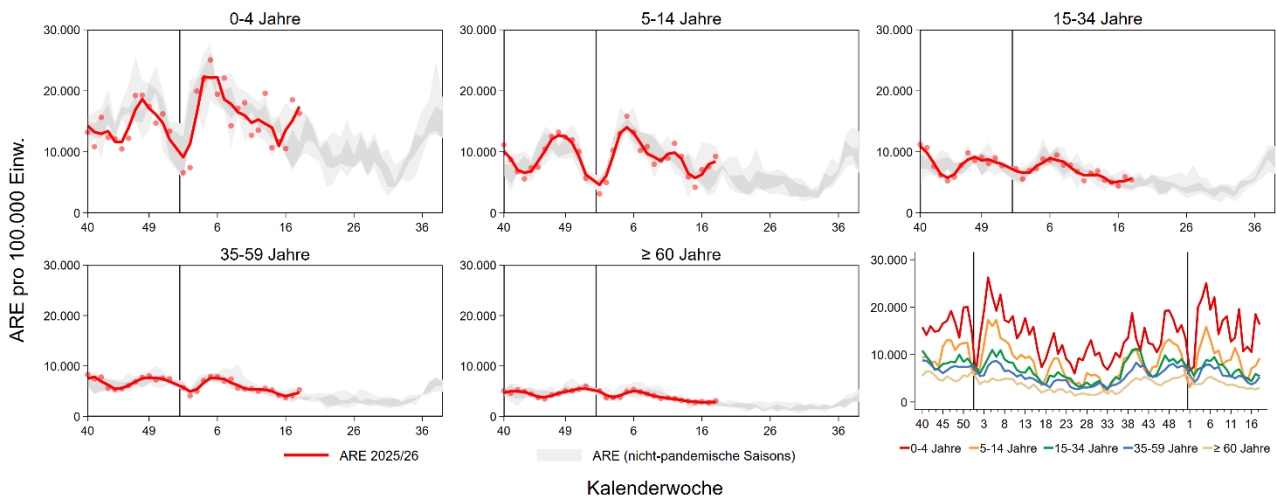 0-4 Jahre
30.000
20.000
10.000
0
40 49 6 16 26 36
5-14 Jahre
30.000
20.000
10.000
0
40 49 6 16 26 36
15-34 Jahre
30.000
20.000
10.000
0
40 49 6 16 26 36
ARE pro 100.000 Einw.
35-59 Jahre
30.000
20.000
10.000
0
40 49 6 16 26 36
≥ 60 Jahre
30.000
20.000
10.000
0
40 49 6 16 26 36
30.000
20.000
10.000
0
40 45 50 3 8 13 18 23 28 33 38 43 48 1 6 11 16
0-4 Jahre 5-14 Jahre 15-34 Jahre 35-59 Jahre ≥ 60 Jahre
ARE 2025/26 ARE (nicht-pandemische Saisons)
Kalenderwoche